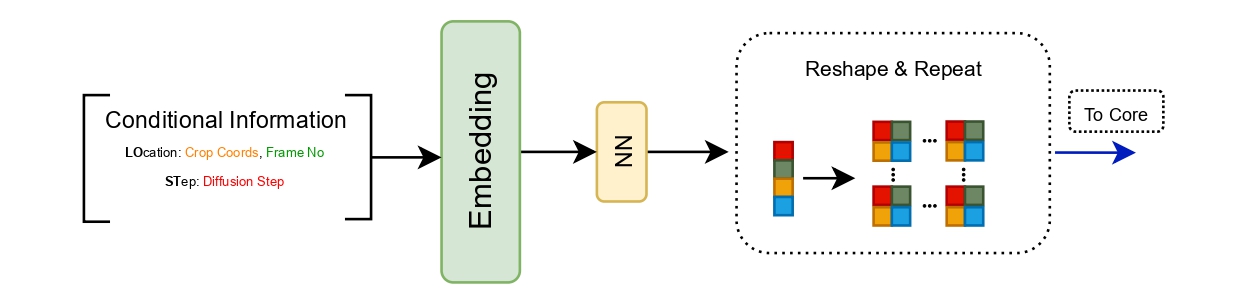 Conditional Information
LOcation: Crop Coords, Frame No
STep: Diffusion Step
Embedding
NN
Reshape & Repeat
To Core